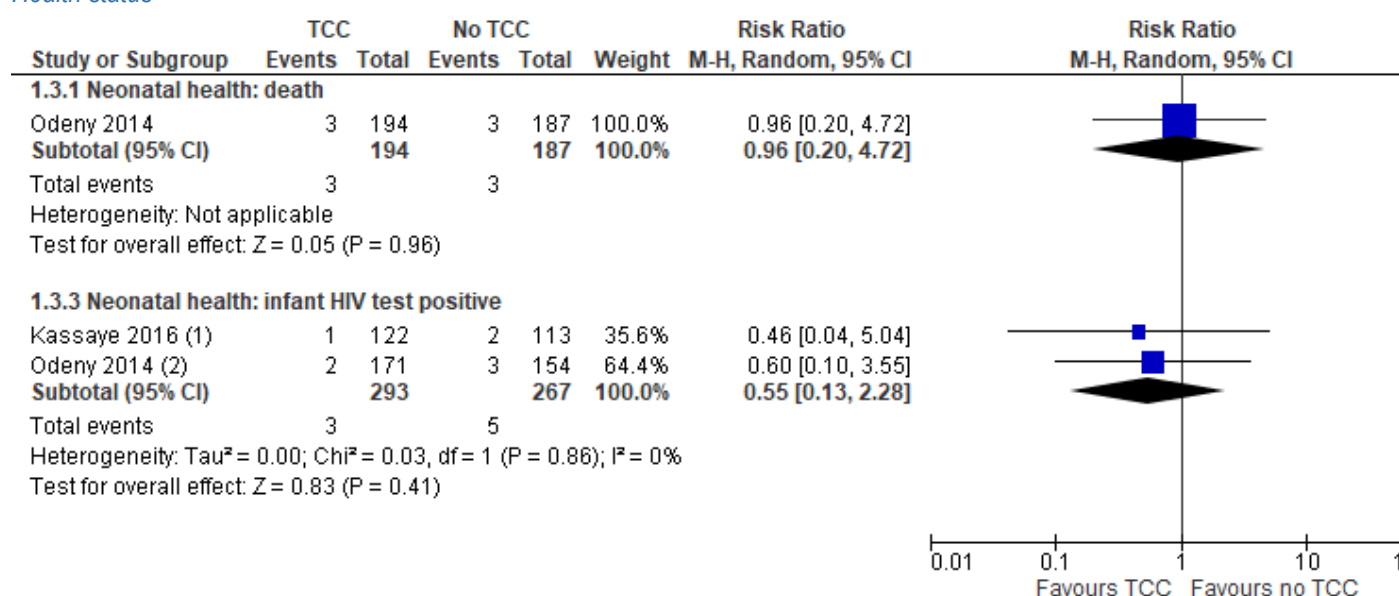 Health status
TCC No TCC Risk Ratio Risk Ratio
Study or Subgroup Events Total Events Total Weight M-H, Random, 95% CI M-H, Random, 95% CI
1.3.1 Neonatal health: death
Odeny 2014 3 194 3 187 100.0% 0.96 [0.20, 4.72]
Subtotal (95% CI) 194 187 100.0% 0.96 [0.20, 4.72]
Total events 3 3
Heterogeneity: Not applicable
Test for overall effect: Z = 0.05 (P = 0.96)
1.3.3 Neonatal health: infant HIV test positive
Kassaye 2016 (1) 1 122 2 113 35.6% 0.46 [0.04, 5.04]
Odeny 2014 (2) 2 171 3 154 64.4% 0.60 [0.10, 3.55]
Subtotal (95% CI) 293 267 100.0% 0.55 [0.13, 2.28]
Total events 3 5
Heterogeneity: Tau² = 0.00; Chi² = 0.03, df = 1 (P = 0.86); I² = 0%
Test for overall effect: Z = 0.83 (P = 0.41)
0.01 0.1 1 10
Favours TCC Favours no TCC